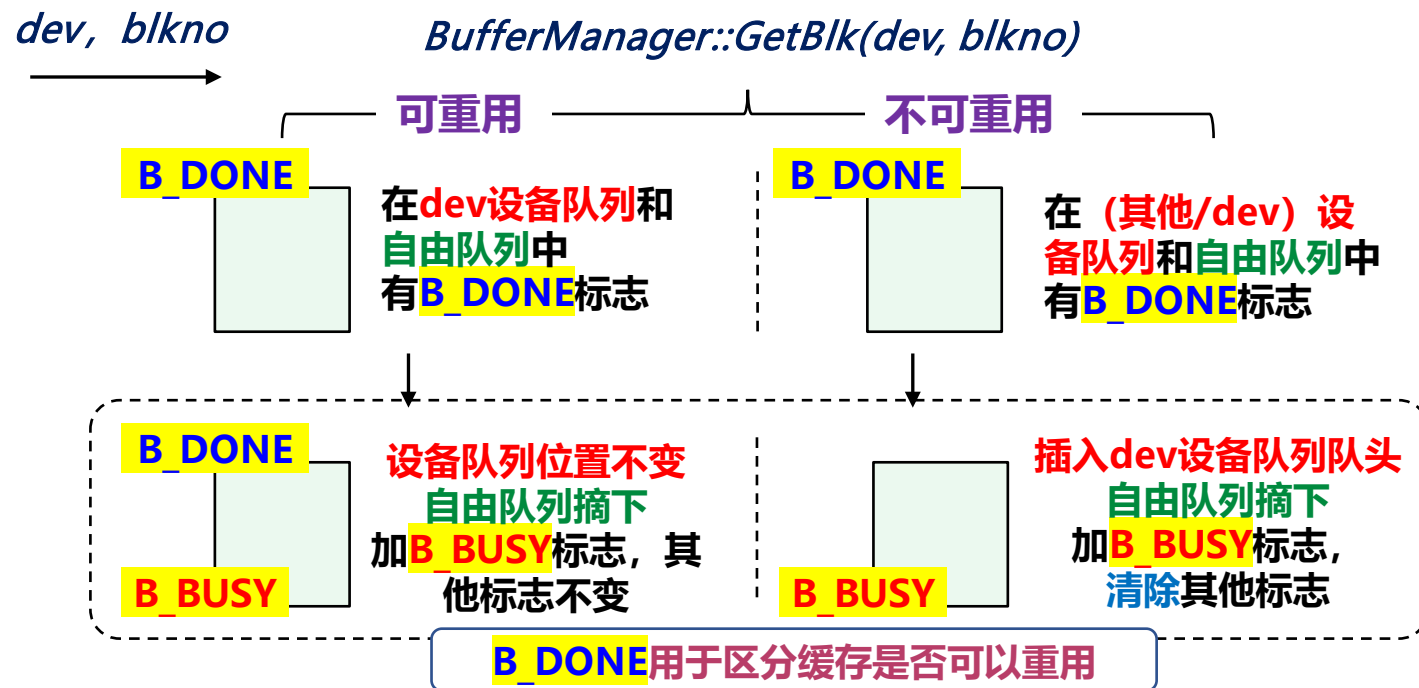 dev，blkno
BufferManager::GetBlk(dev, blkno)
可重用
不可重用
B_DONE
在dev设备队列和
自由队列中
有B_DONE标志
B_DONE
在（其他/dev）设
备队列和自由队列中
有B_DONE标志
B_DONE
设备队列位置不变
自由队列摘下
加B_BUSY标志，其
他标志不变
B_BUSY
插入dev设备队列队头
自由队列摘下
加B_BUSY标志，
清除其他标志
B_BUSY
B_DONE用于区分缓存是否可以重用